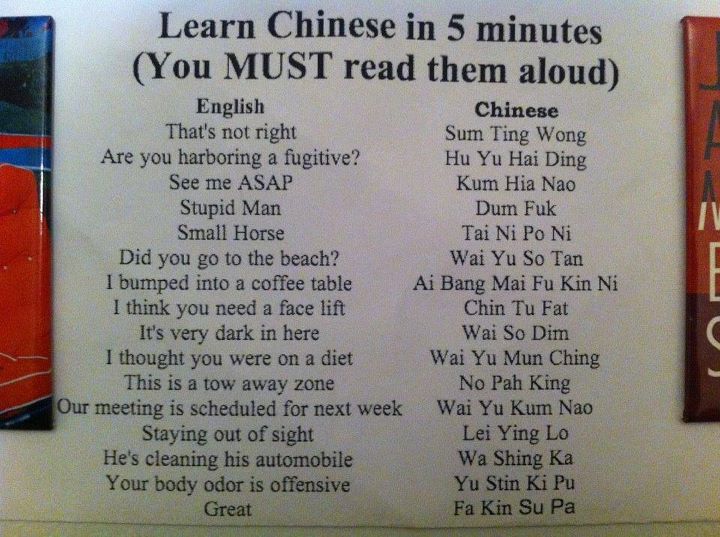 Learn Chinese in 5 minutes
(You MUST read them aloud)
English Chinese
That's not right Sum Ting Wong
Are you harboring a fugitive? Hu Yu Hai Ding
See me ASAP Kum Hia Nao
Stupid Man Dum Fuk
Small Horse Tai Ni Po Ni
Did you go to the beach? Wai Yu So Tan
I bumped into a coffee table Ai Bang Mai Fu Kin Ni
I think you need a face lift Chin Tu Fat
It's very dark in here Wai So Dim
I thought you were on a diet Wai Yu Mun Ching
This is a tow away zone No Pah King
Our meeting is scheduled for next week Wai Yu Kum Nao
Staying out of sight Lei Ying Lo
He's cleaning his automobile Wa Shing Ka
Your body odor is offensive Yu Stin Ki Pu
Great Fa Kin Su Pa
JAMES